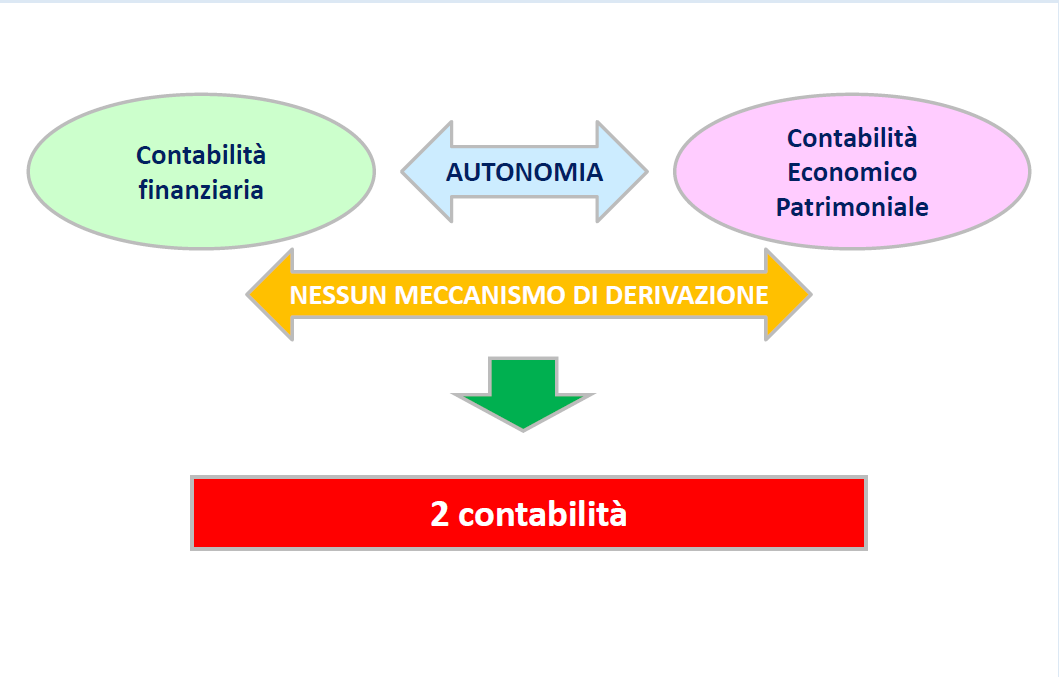 Contabilità
finanziaria
AUTONOMIA
Contabilità
Economico
Patrimoniale
NESSUN MECCANISMO DI DERIVAZIONE
2 contabilità